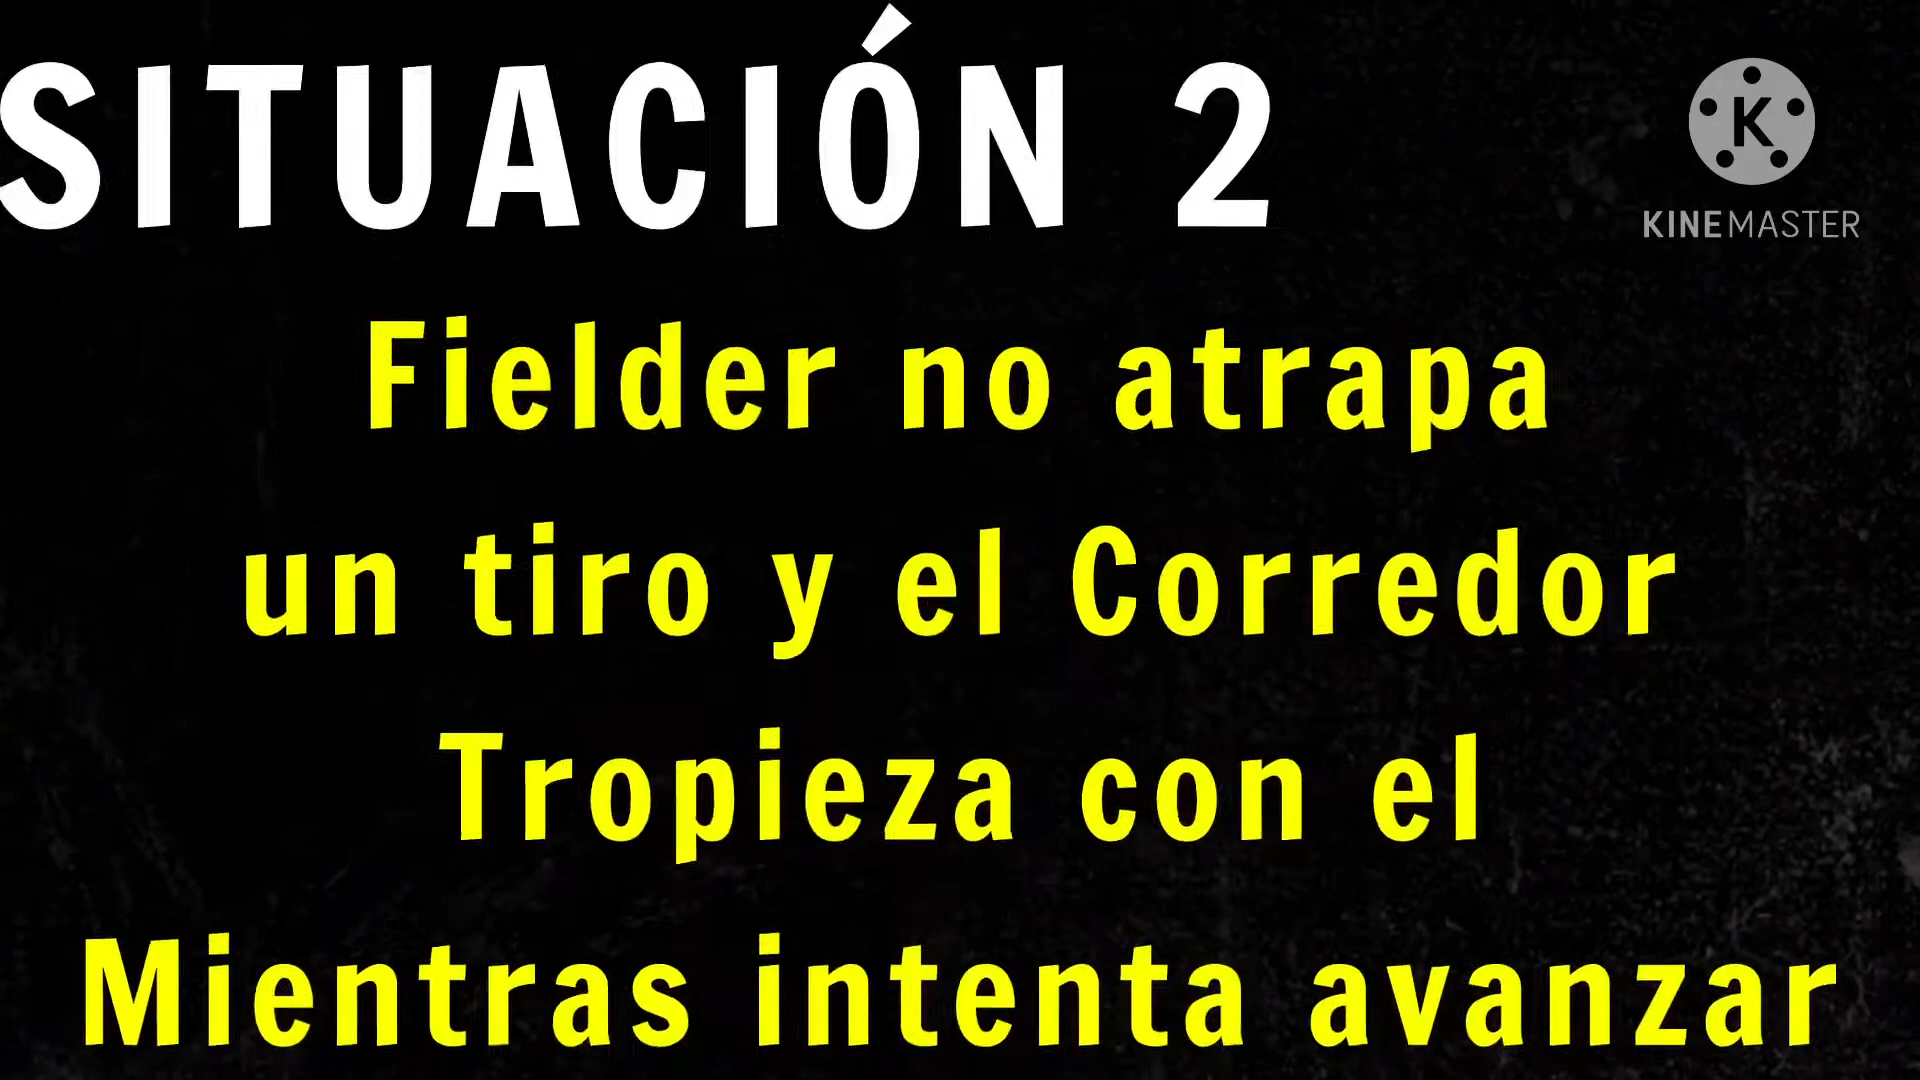 SITUACIÓN 2
KINEMASTER
Fielder no atrapa
un tiro y el Corredor
Tropieza con el
Mientras intenta avanzar